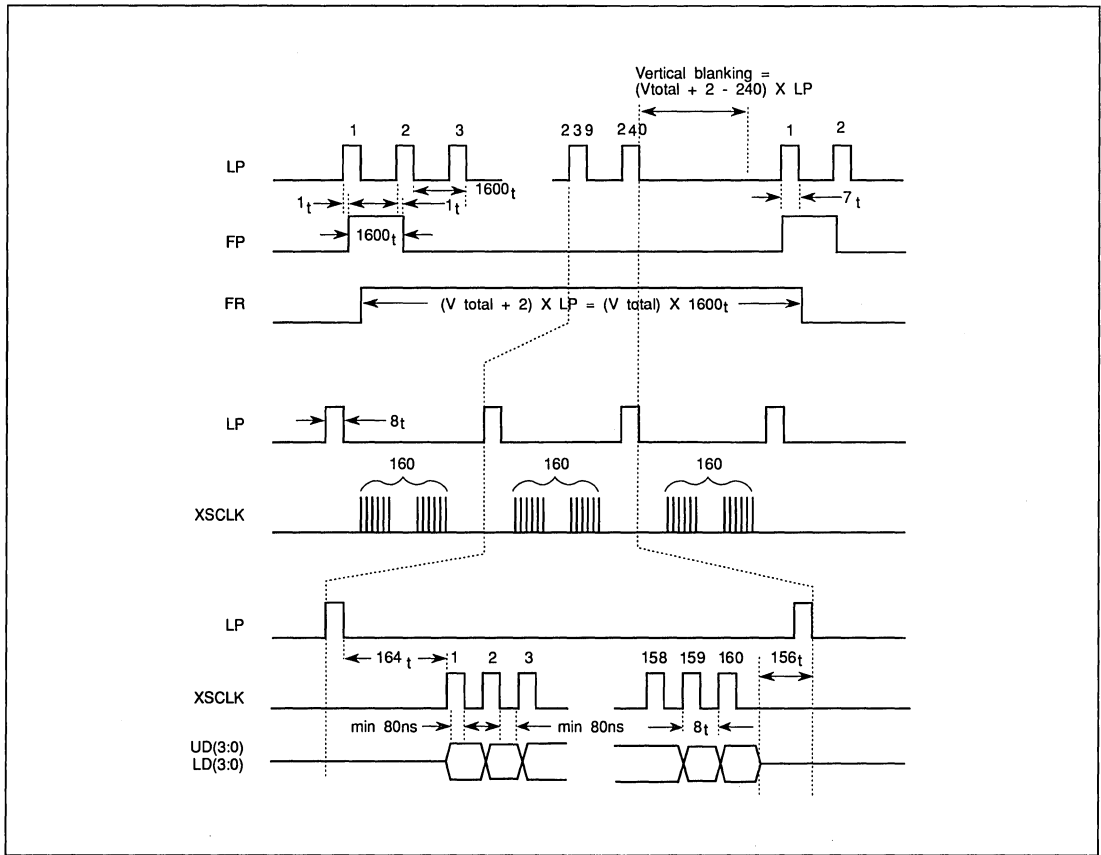 Vertical blanking =
(Vtotal + 2 - 240) X LP
1 2 3 239 240 1 2
LP
1600t
1t 1t 7t
FP 1600t
FR (V total + 2) X LP = (V total) X 1600t
LP 8t
160 160 160
XSCLK
LP
164 t 1 2 3 158 159 160 156t
XSCLK
min 80ns min 80ns 8t
UD(3:0)
LD(3:0)